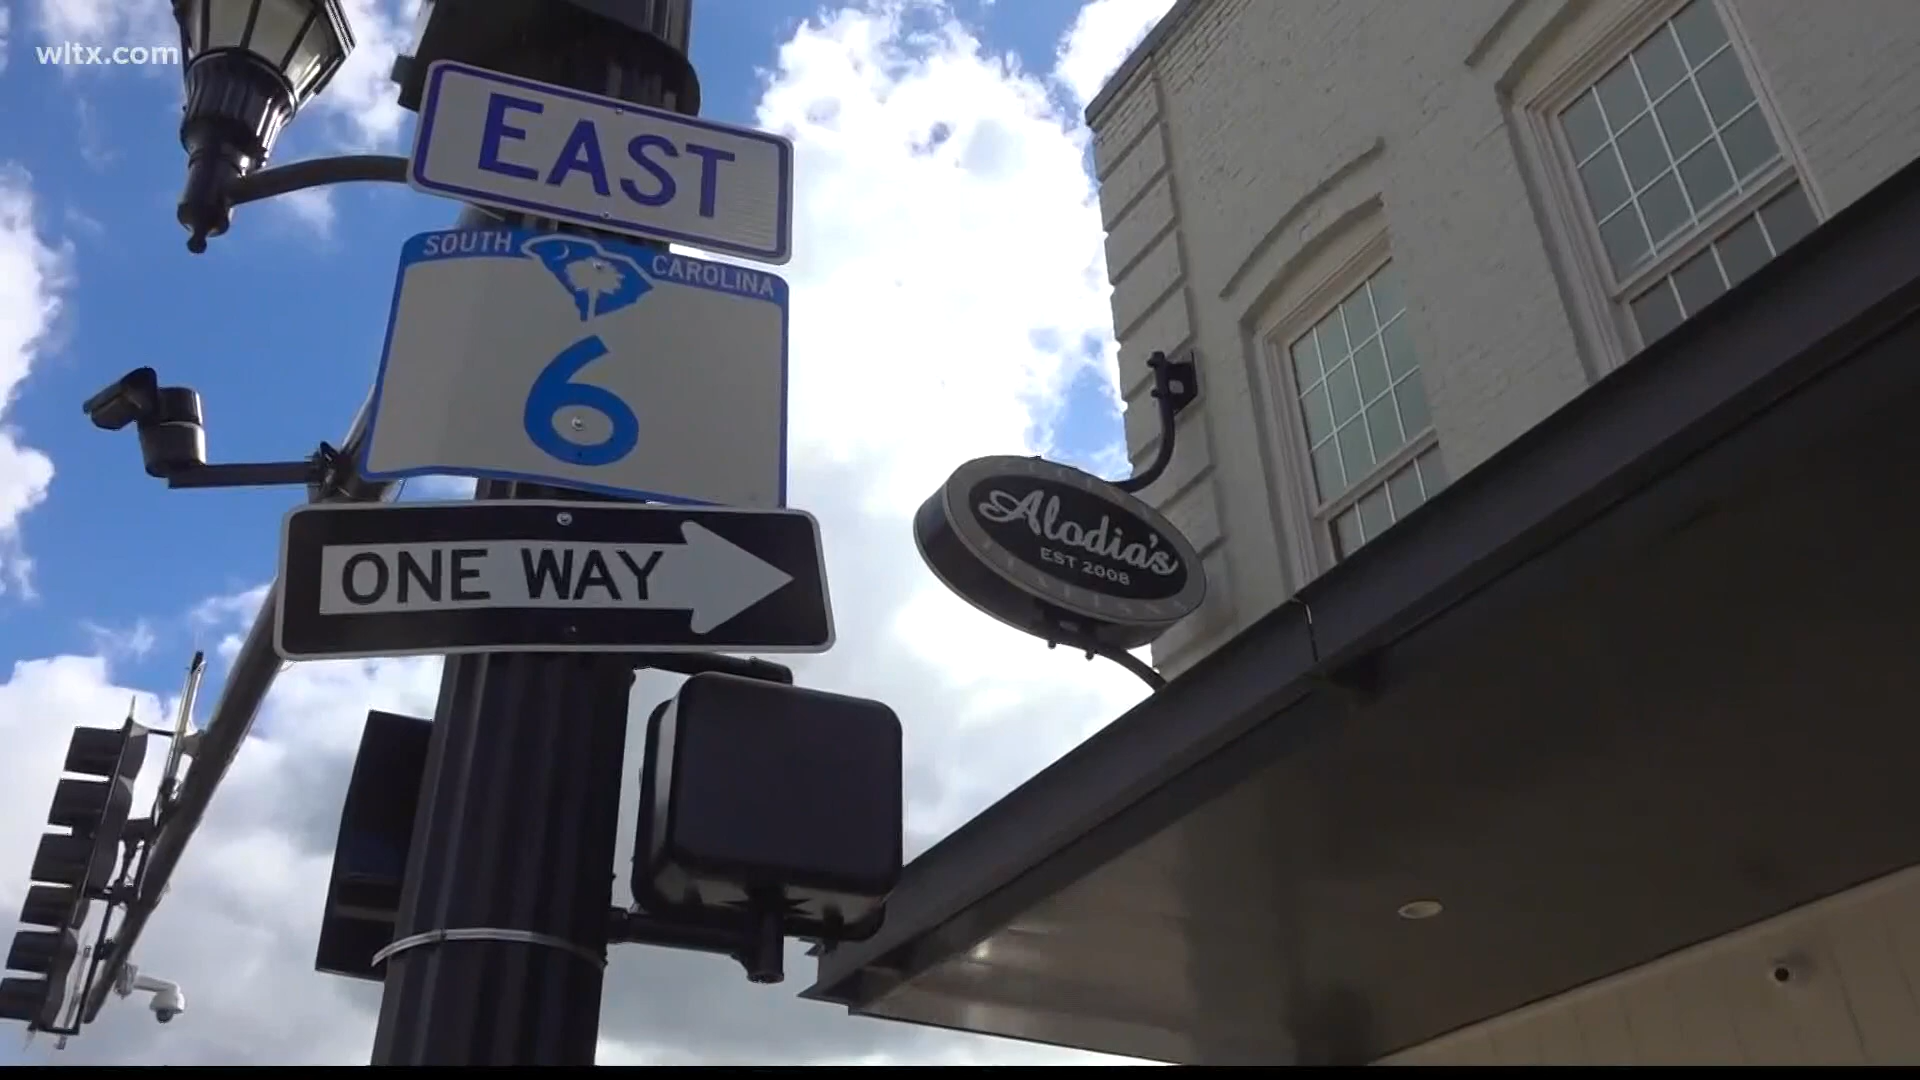 wltx.com
EAST
SOUTH CAROLINA
6
ONE WAY
Alodia's
EST 2008